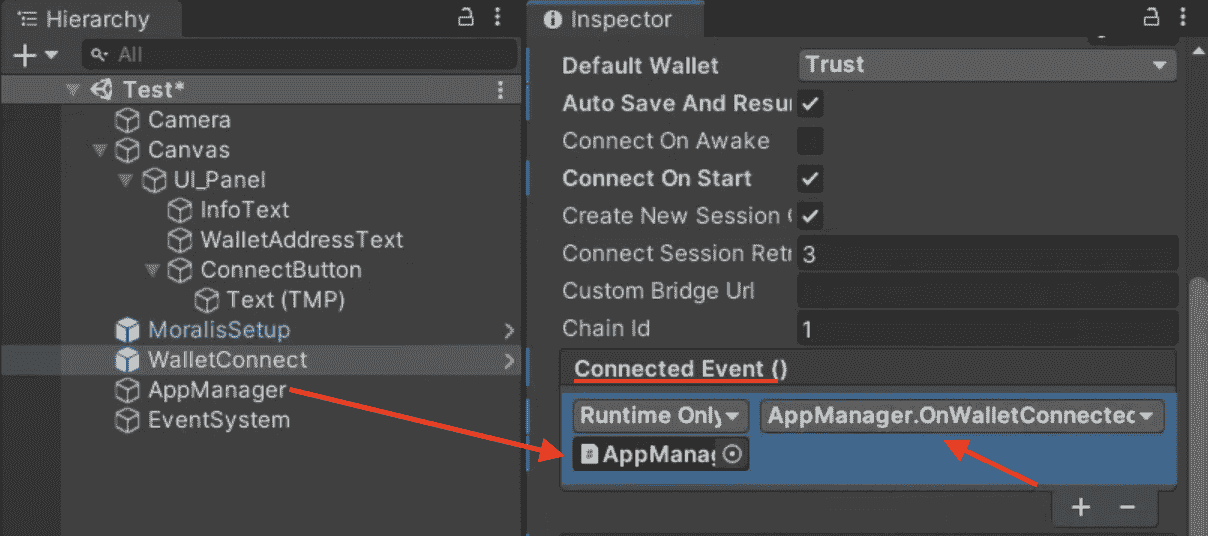 Hierarchy
All
Test*
Camera
Canvas
UI_Panel
InfoText
WalletAddressText
ConnectButton
Text (TMP)
MoralisSetup
WalletConnect
AppManager
EventSystem
Inspector
Default Wallet Trust
Auto Save And Resu
Connect On Awake
Connect On Start
Create New Session
Connect Session Retr 3
Custom Bridge Url
Chain Id 1
Connected Event ()
Runtime Only AppManager.OnWalletConnected
# AppManag